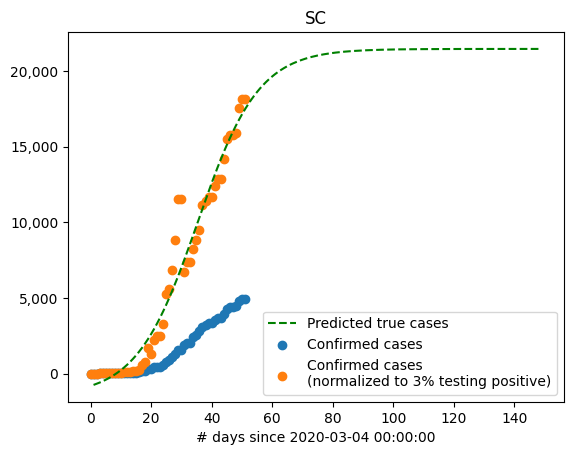 SC
20,000
15,000
10,000
5,000
0
Predicted true cases
Confirmed cases
Confirmed cases
(normalized to 3% testing positive)
0 20 40 60 80 100 120 140
# days since 2020-03-04 00:00:00